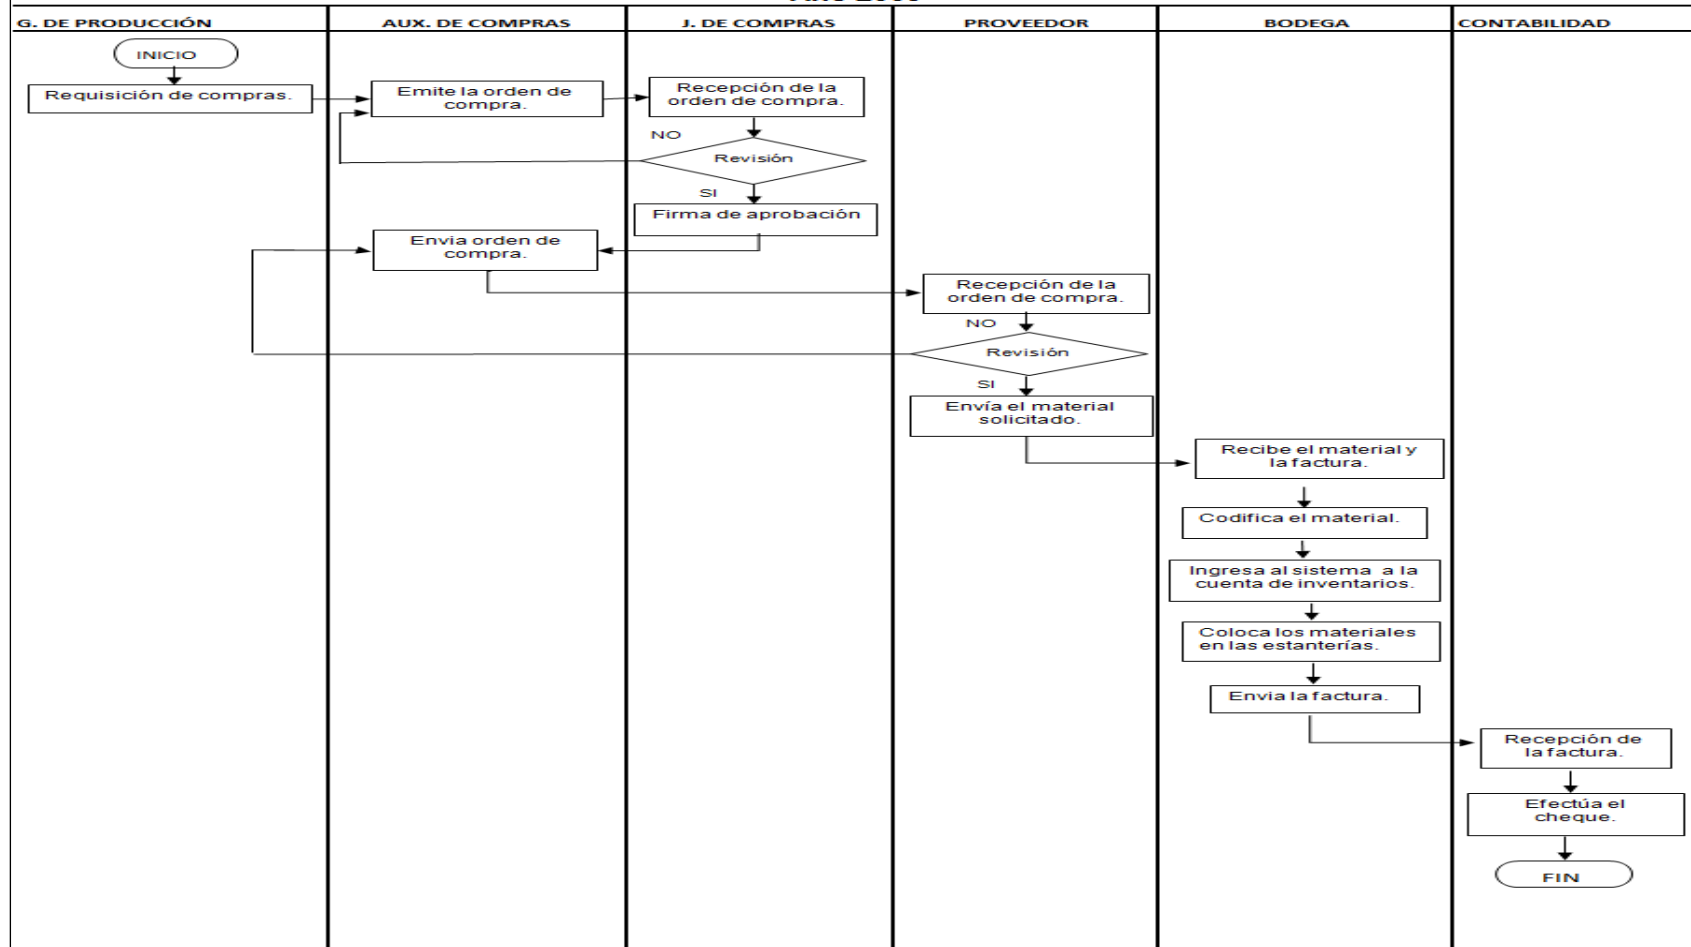 G. DE PRODUCCIÓN
AUX. DE COMPRAS
J. DE COMPRAS
PROVEEDOR
BODEGA
CONTABILIDAD
INICIO
Requisición de compras.
Emite la orden de
compra.
Recepción de la
orden de compra.
NO
Revisión
SI
Firma de aprobación
Envia orden de
compra.
Recepción de la
orden de compra.
NO
Revisión
SI
Envía el material
solicitado.
Recibe el material y
la factura.
Codifica el material.
Ingresa al sistema a la
cuenta de inventarios.
Coloca los materiales
en las estanterías.
Envia la factura.
Recepción de
la factura.
Efectúa el
cheque.
FIN